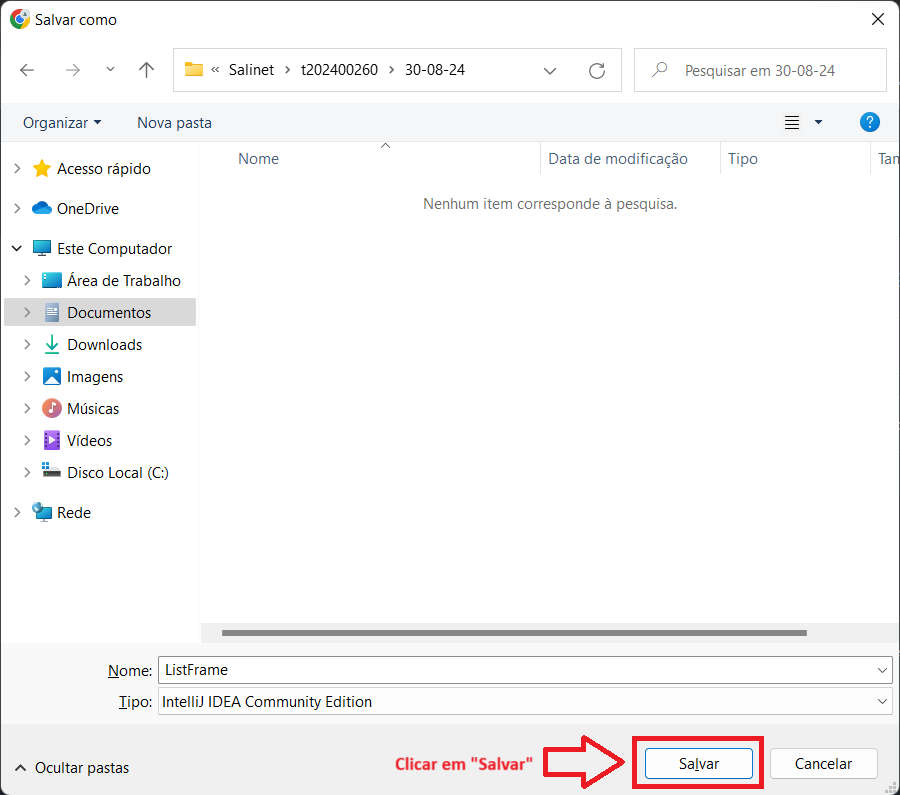 Salvar como
« Salinet › t202400260 › 30-08-24
Pesquisar em 30-08-24
Organizar
Nova pasta
?
Nome
Data de modificação
Tipo
Tan
Nenhum item corresponde à pesquisa.
Acesso rápido
OneDrive
Este Computador
Área de Trabalho
Documentos
Downloads
Imagens
Músicas
Vídeos
Disco Local (C:)
Rede
Nome: ListFrame
Tipo: IntelliJ IDEA Community Edition
Ocultar pastas
Clicar em "Salvar"
Salvar
Cancelar